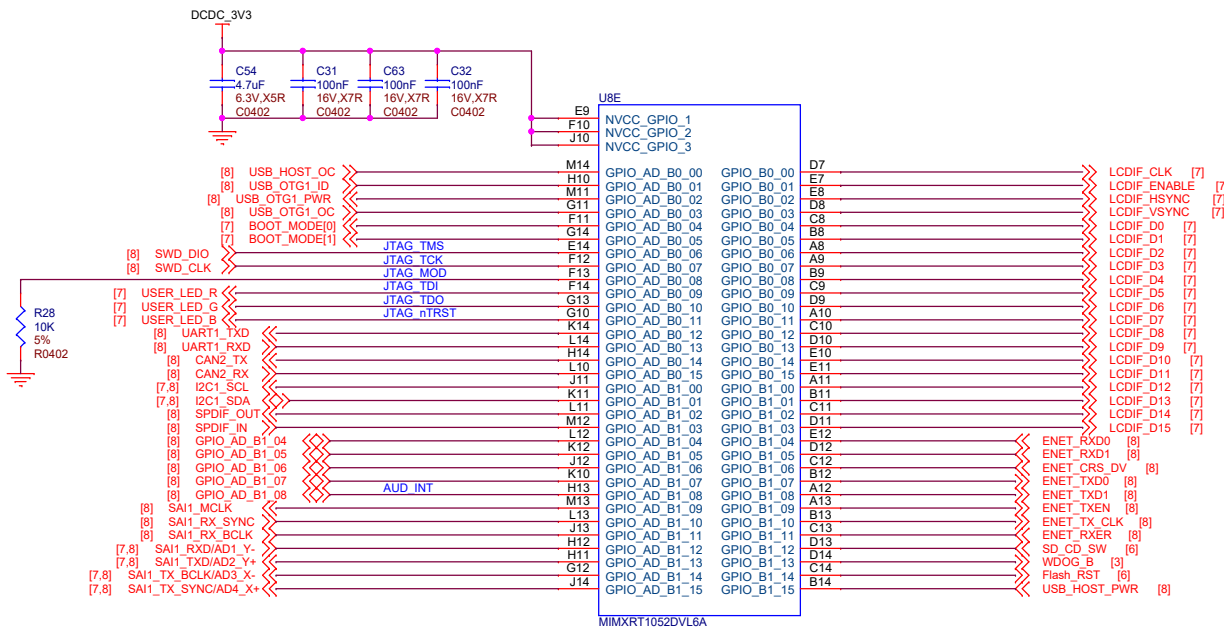 DCDC_3V3
C54
4.7uF
6.3V,X5R
C0402
C31
100nF
16V,X7R
C0402
C63
100nF
16V,X7R
C0402
C32
100nF
16V,X7R
C0402
U8E
E9 NVCC_GPIO_1
F10 NVCC_GPIO_2
J10 NVCC_GPIO_3
[8] USB_HOST_OC M14 GPIO_AD_B0_00 GPIO_B0_00 D7 LCDIF_CLK [7]
[8] USB_OTG1_ID H10 GPIO_AD_B0_01 GPIO_B0_01 E7 LCDIF_ENABLE [7]
[8] USB_OTG1_PWR M11 GPIO_AD_B0_02 GPIO_B0_02 E8 LCDIF_HSYNC [7]
[8] USB_OTG1_OC G11 GPIO_AD_B0_03 GPIO_B0_03 D8 LCDIF_VSYNC [7]
[7] BOOT_MODE[0] F11 GPIO_AD_B0_04 GPIO_B0_04 C8 LCDIF_D0 [7]
[7] BOOT_MODE[1] G14 GPIO_AD_B0_05 GPIO_B0_05 B8 LCDIF_D1 [7]
[8] SWD_DIO JTAG_TMS E14 GPIO_AD_B0_06 GPIO_B0_06 A8 LCDIF_D2 [7]
[8] SWD_CLK JTAG_TCK F12 GPIO_AD_B0_07 GPIO_B0_07 A9 LCDIF_D3 [7]
JTAG_MOD F13 GPIO_AD_B0_08 GPIO_B0_08 B9 LCDIF_D4 [7]
[7] USER_LED_R JTAG_TDI F14 GPIO_AD_B0_09 GPIO_B0_09 C9 LCDIF_D5 [7]
[7] USER_LED_G JTAG_TDO G13 GPIO_AD_B0_10 GPIO_B0_10 D9 LCDIF_D6 [7]
[7] USER_LED_B JTAG_nTRST G10 GPIO_AD_B0_11 GPIO_B0_11 A10 LCDIF_D7 [7]
R28
10K
5%
R0402
[8] UART1_TXD K14 GPIO_AD_B0_12 GPIO_B0_12 C10 LCDIF_D8 [7]
[8] UART1_RXD L14 GPIO_AD_B0_13 GPIO_B0_13 D10 LCDIF_D9 [7]
[8] CAN2_TX H14 GPIO_AD_B0_14 GPIO_B0_14 E10 LCDIF_D10 [7]
[8] CAN2_RX L10 GPIO_AD_B0_15 GPIO_B0_15 E11 LCDIF_D11 [7]
[7,8] I2C1_SCL J11 GPIO_AD_B1_00 GPIO_B1_00 A11 LCDIF_D12 [7]
[7,8] I2C1_SDA K11 GPIO_AD_B1_01 GPIO_B1_01 B11 LCDIF_D13 [7]
[8] SPDIF_OUT L11 GPIO_AD_B1_02 GPIO_B1_02 C11 LCDIF_D14 [7]
[8] SPDIF_IN M12 GPIO_AD_B1_03 GPIO_B1_03 D11 LCDIF_D15 [7]
[8] GPIO_AD_B1_04 L12 GPIO_AD_B1_04 GPIO_B1_04 E12 ENET_RXD0 [8]
[8] GPIO_AD_B1_05 K12 GPIO_AD_B1_05 GPIO_B1_05 D12 ENET_RXD1 [8]
[8] GPIO_AD_B1_06 J12 GPIO_AD_B1_06 GPIO_B1_06 C12 ENET_CRS_DV [8]
[8] GPIO_AD_B1_07 K10 GPIO_AD_B1_07 GPIO_B1_07 B12 ENET_TXD0 [8]
[8] GPIO_AD_B1_08 AUD_INT H13 GPIO_AD_B1_08 GPIO_B1_08 A12 ENET_TXD1 [8]
[8] SAI1_MCLK M13 GPIO_AD_B1_09 GPIO_B1_09 A13 ENET_TXEN [8]
[8] SAI1_RX_SYNC L13 GPIO_AD_B1_10 GPIO_B1_10 B13 ENET_TX_CLK [8]
[8] SAI1_RX_BCLK J13 GPIO_AD_B1_11 GPIO_B1_11 C13 ENET_RXER [8]
[7,8] SAI1_RXD/AD1_Y- H12 GPIO_AD_B1_12 GPIO_B1_12 D13 SD_CD_SW [6]
[7,8] SAI1_TXD/AD2_Y+ H11 GPIO_AD_B1_13 GPIO_B1_13 D14 WDOG_B [3]
[7,8] SAI1_TX_BCLK/AD3_X- G12 GPIO_AD_B1_14 GPIO_B1_14 C14 Flash_RST [6]
[7,8] SAI1_TX_SYNC/AD4_X+ J14 GPIO_AD_B1_15 GPIO_B1_15 B14 USB_HOST_PWR [8]
MIMXRT1052DVL6A